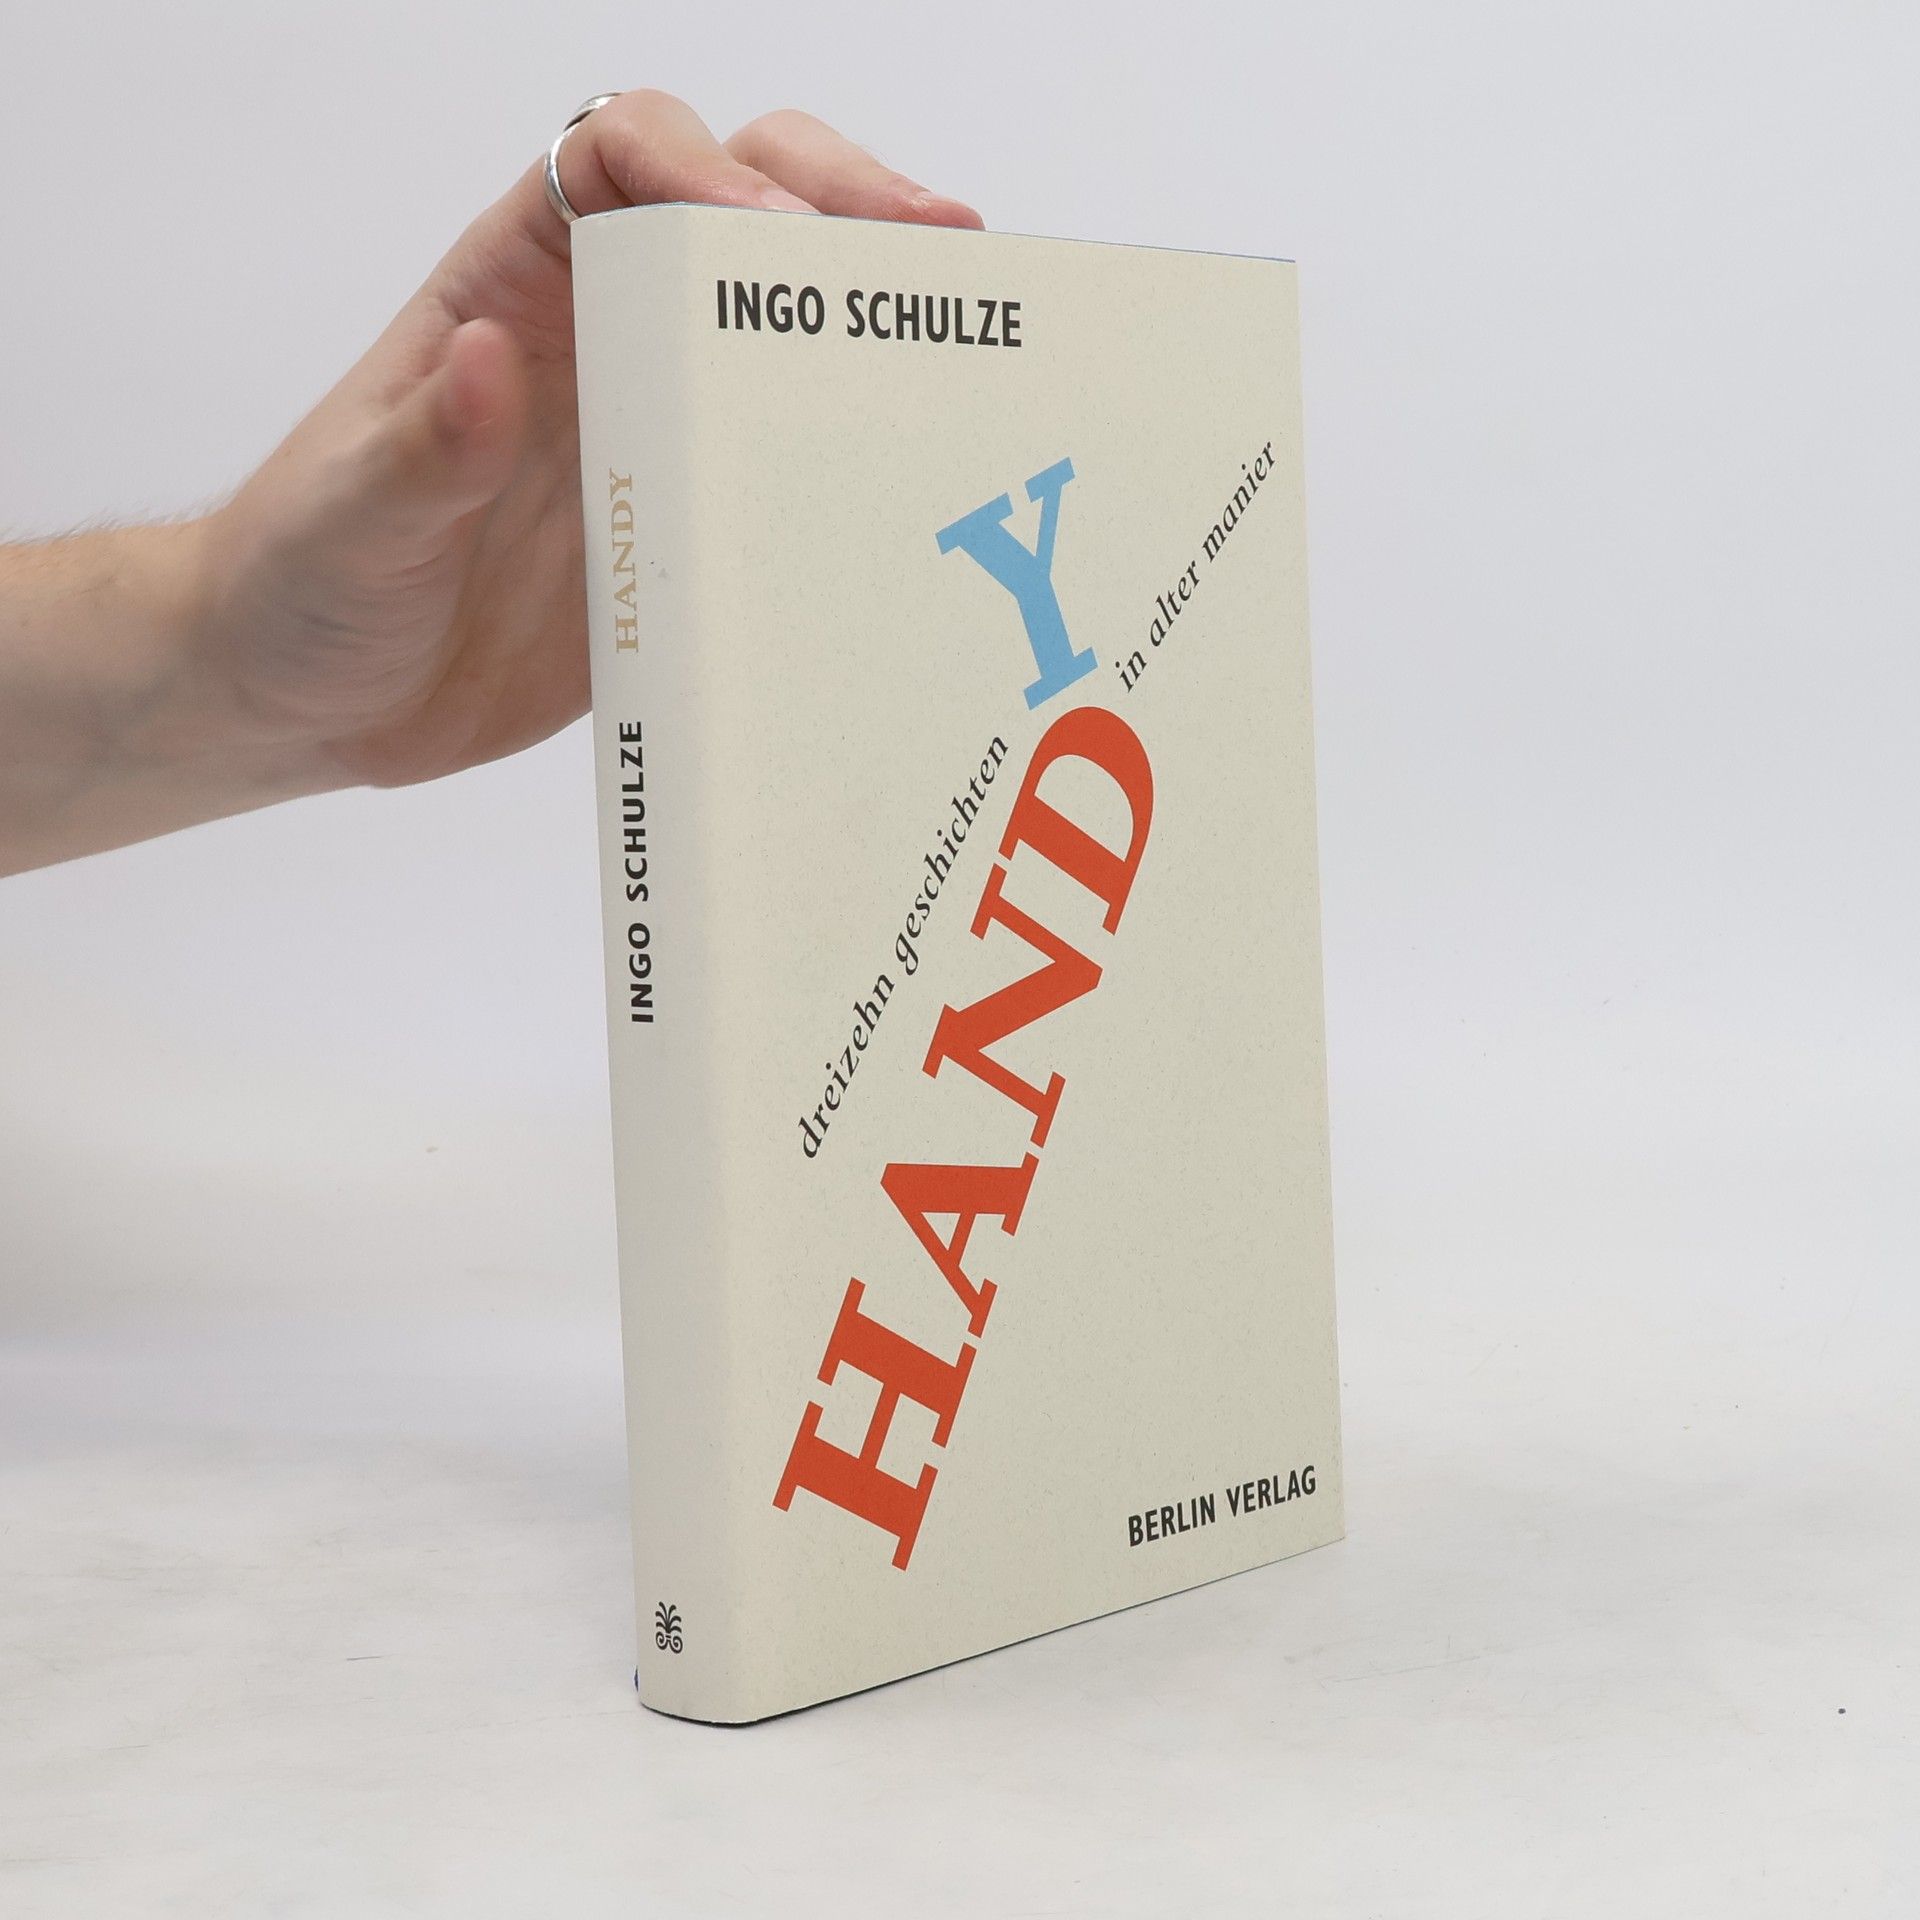 INGO SCHULZE
HANDY
dreizehn geschichten in alter manier
BERLIN VERLAG
INGO SCHULZE HANDY